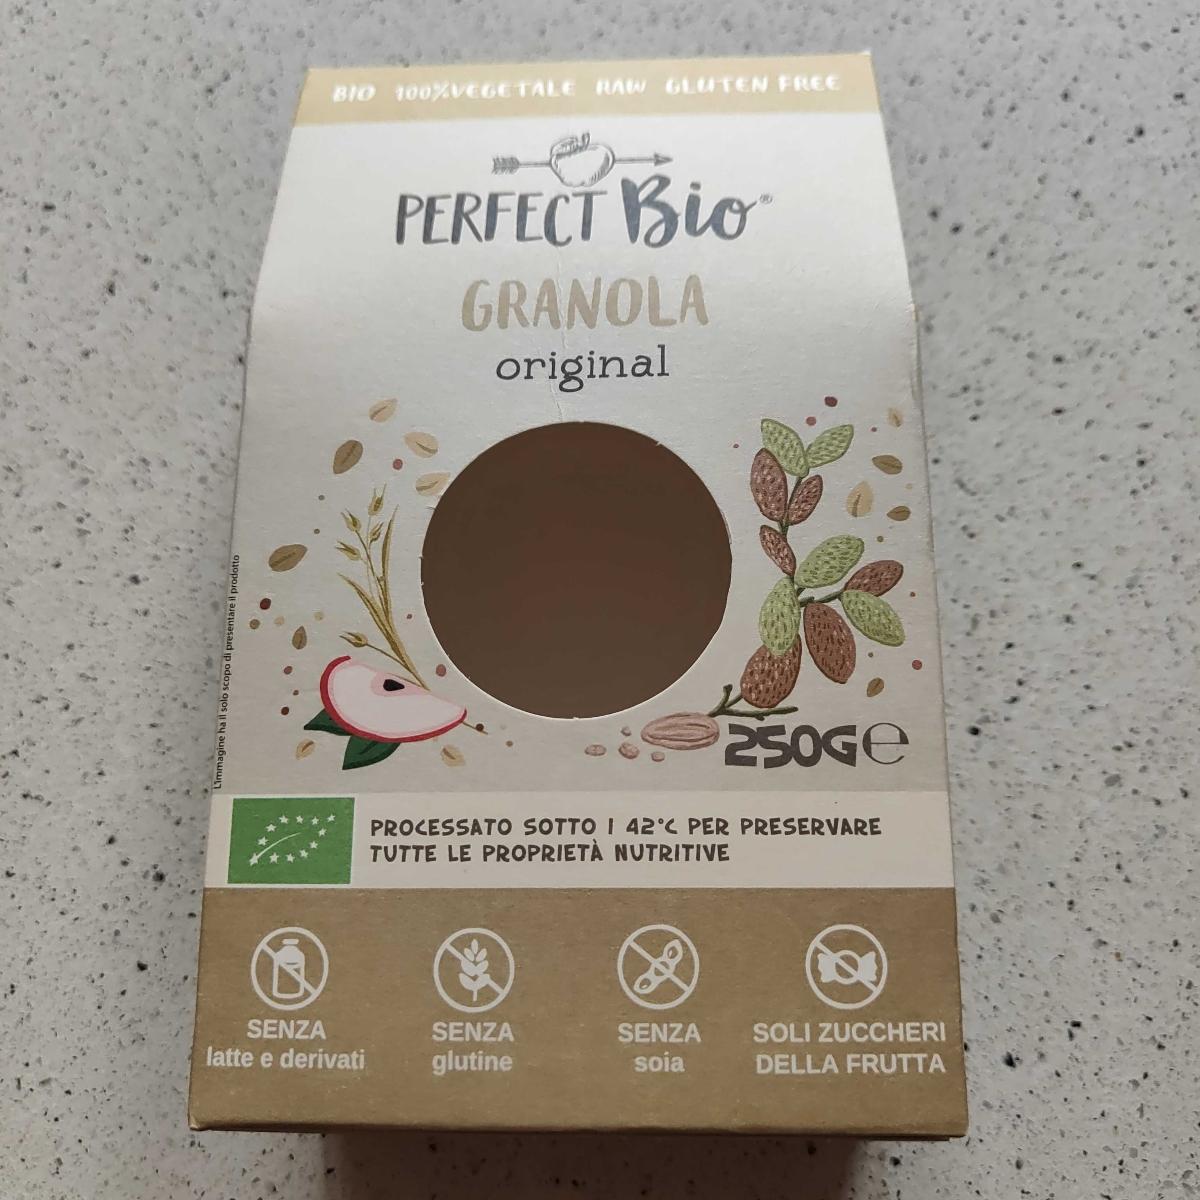 BIO 100%VEGETALE RAW GLUTEN FREE
PERFECT Bio®
GRANOLA
original
L'immagine ha il solo scopo di presentare il prodotto
250G℮
PROCESSATO SOTTO I 42°C PER PRESERVARE
TUTTE LE PROPRIETÀ NUTRITIVE
SENZA
latte e derivati
SENZA
glutine
SENZA
soia
SOLI ZUCCHERI
DELLA FRUTTA